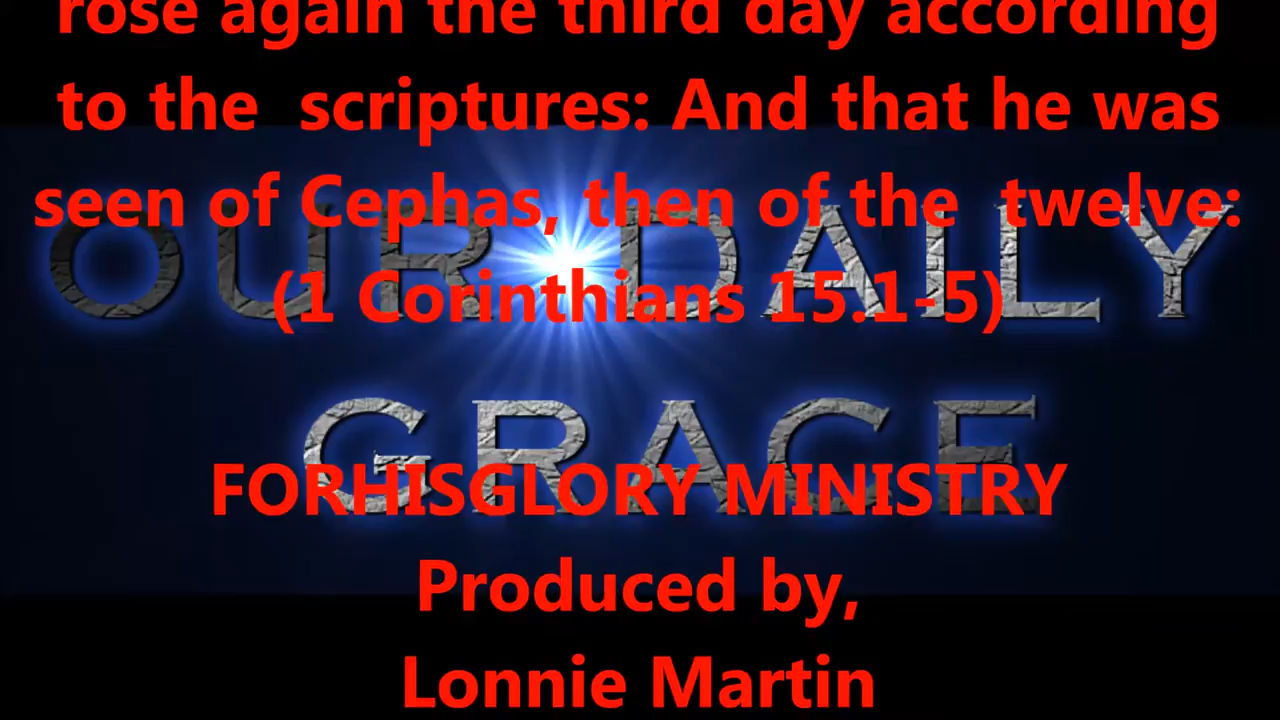 rose again the third day according
to the scriptures: And that he was
seen of Cephas, then of the twelve:
OUR DAILY
(1 Corinthians 15.1-5)
GRACE
FORHISGLORY MINISTRY
Produced by,
Lonnie Martin